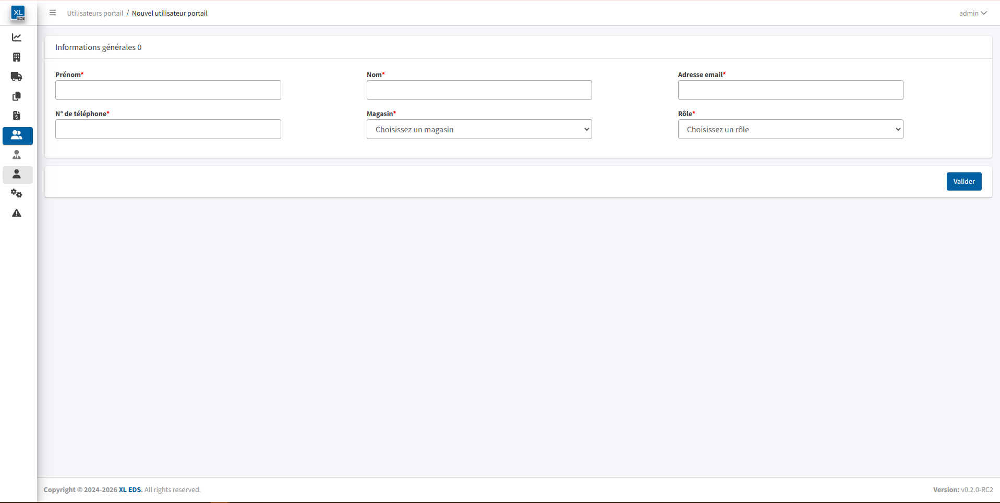 XL
EDS
Utilisateurs portail / Nouvel utilisateur portail
admin
Informations générales 0
Prénom*
Nom*
Adresse email*
N° de téléphone*
Magasin*
Rôle*
Choisissez un magasin
Choisissez un rôle
Valider
Copyright © 2024-2026 XL EDS. All rights reserved.
Version: v0.2.0-RC2